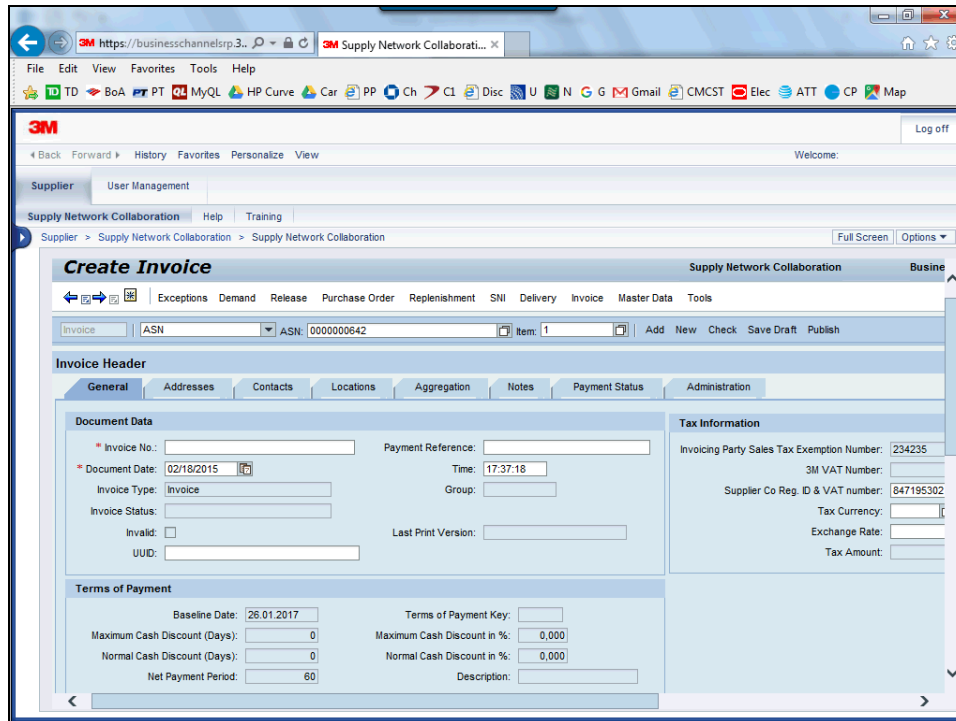 3M https://businesschannelsrp.3.. 3M Supply Network Collaborati... ×
File Edit View Favorites Tools Help
TD TD BoA PT PT QL MyQL HP Curve Car PP Ch C1 Disc U N G G Gmail CMCST Elec ATT CP Map
3M Log off
Back Forward History Favorites Personalize View Welcome:
Supplier User Management
Supply Network Collaboration Help Training
Supplier > Supply Network Collaboration > Supply Network Collaboration Full Screen Options
Create Invoice Supply Network Collaboration Busine
Exceptions Demand Release Purchase Order Replenishment SNI Delivery Invoice Master Data Tools
Invoice ASN ASN: 0000000642 Item: 1 Add New Check Save Draft Publish
Invoice Header
General Addresses Contacts Locations Aggregation Notes Payment Status Administration
Document Data Tax Information
* Invoice No.: Payment Reference: Invoicing Party Sales Tax Exemption Number: 234235
* Document Date: 02/18/2015 Time: 17:37:18 3M VAT Number:
Invoice Type: Invoice Group: Supplier Co Reg. ID & VAT number: 847195302
Invoice Status: Tax Currency:
Invalid: Last Print Version: Exchange Rate:
UUID: Tax Amount:
Terms of Payment
Baseline Date: 26.01.2017 Terms of Payment Key:
Maximum Cash Discount (Days): 0 Maximum Cash Discount in %: 0,000
Normal Cash Discount (Days): 0 Normal Cash Discount in %: 0,000
Net Payment Period: 60 Description: